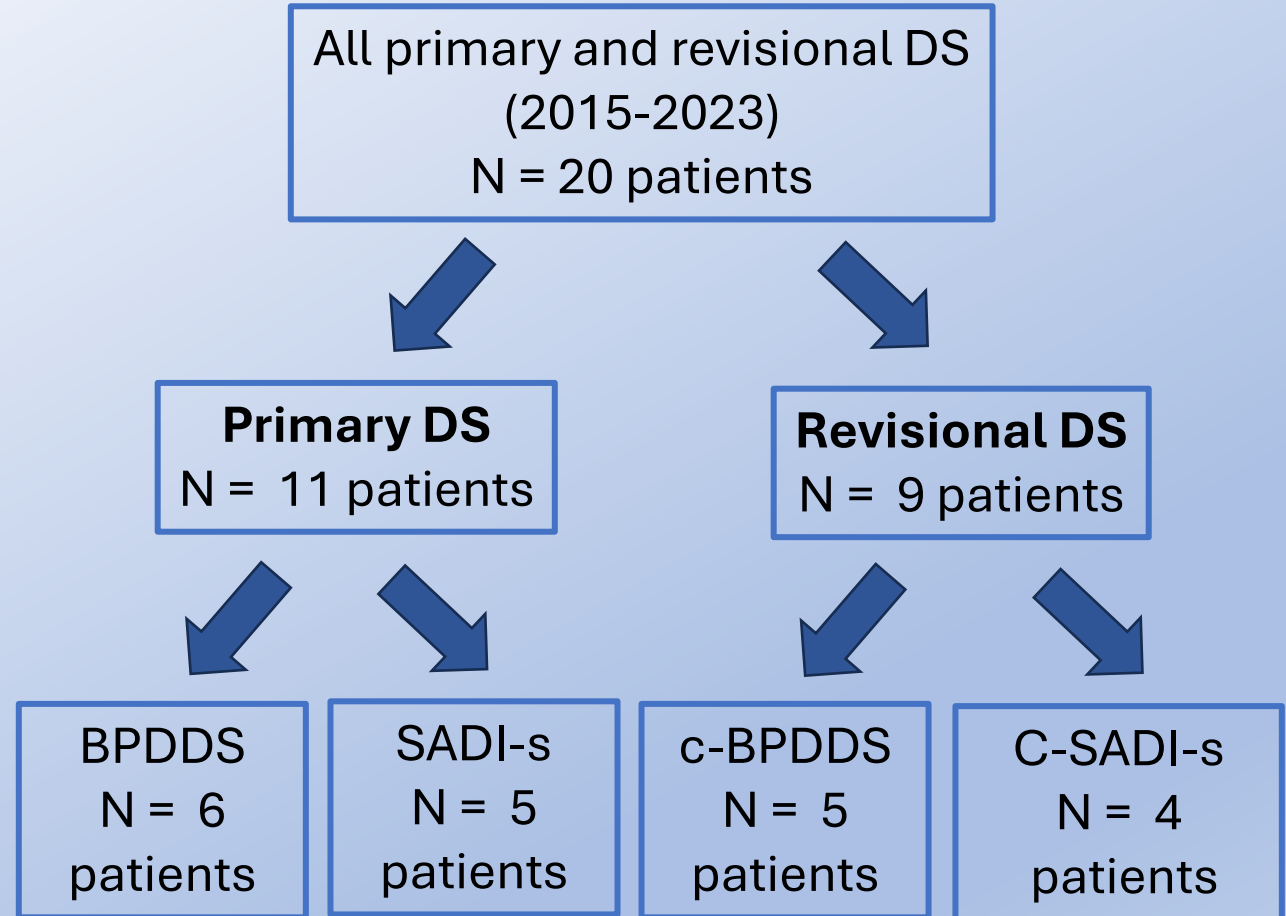 All primary and revisional DS
(2015-2023)
N = 20 patients
Primary DS
N =  11 patients
Revisional DS
N =  9 patients
BPDDS
N =  6
patients
SADI-s
N =  5
patients
c-BPDDS
N =  5
patients
C-SADI-s
N =  4
patients